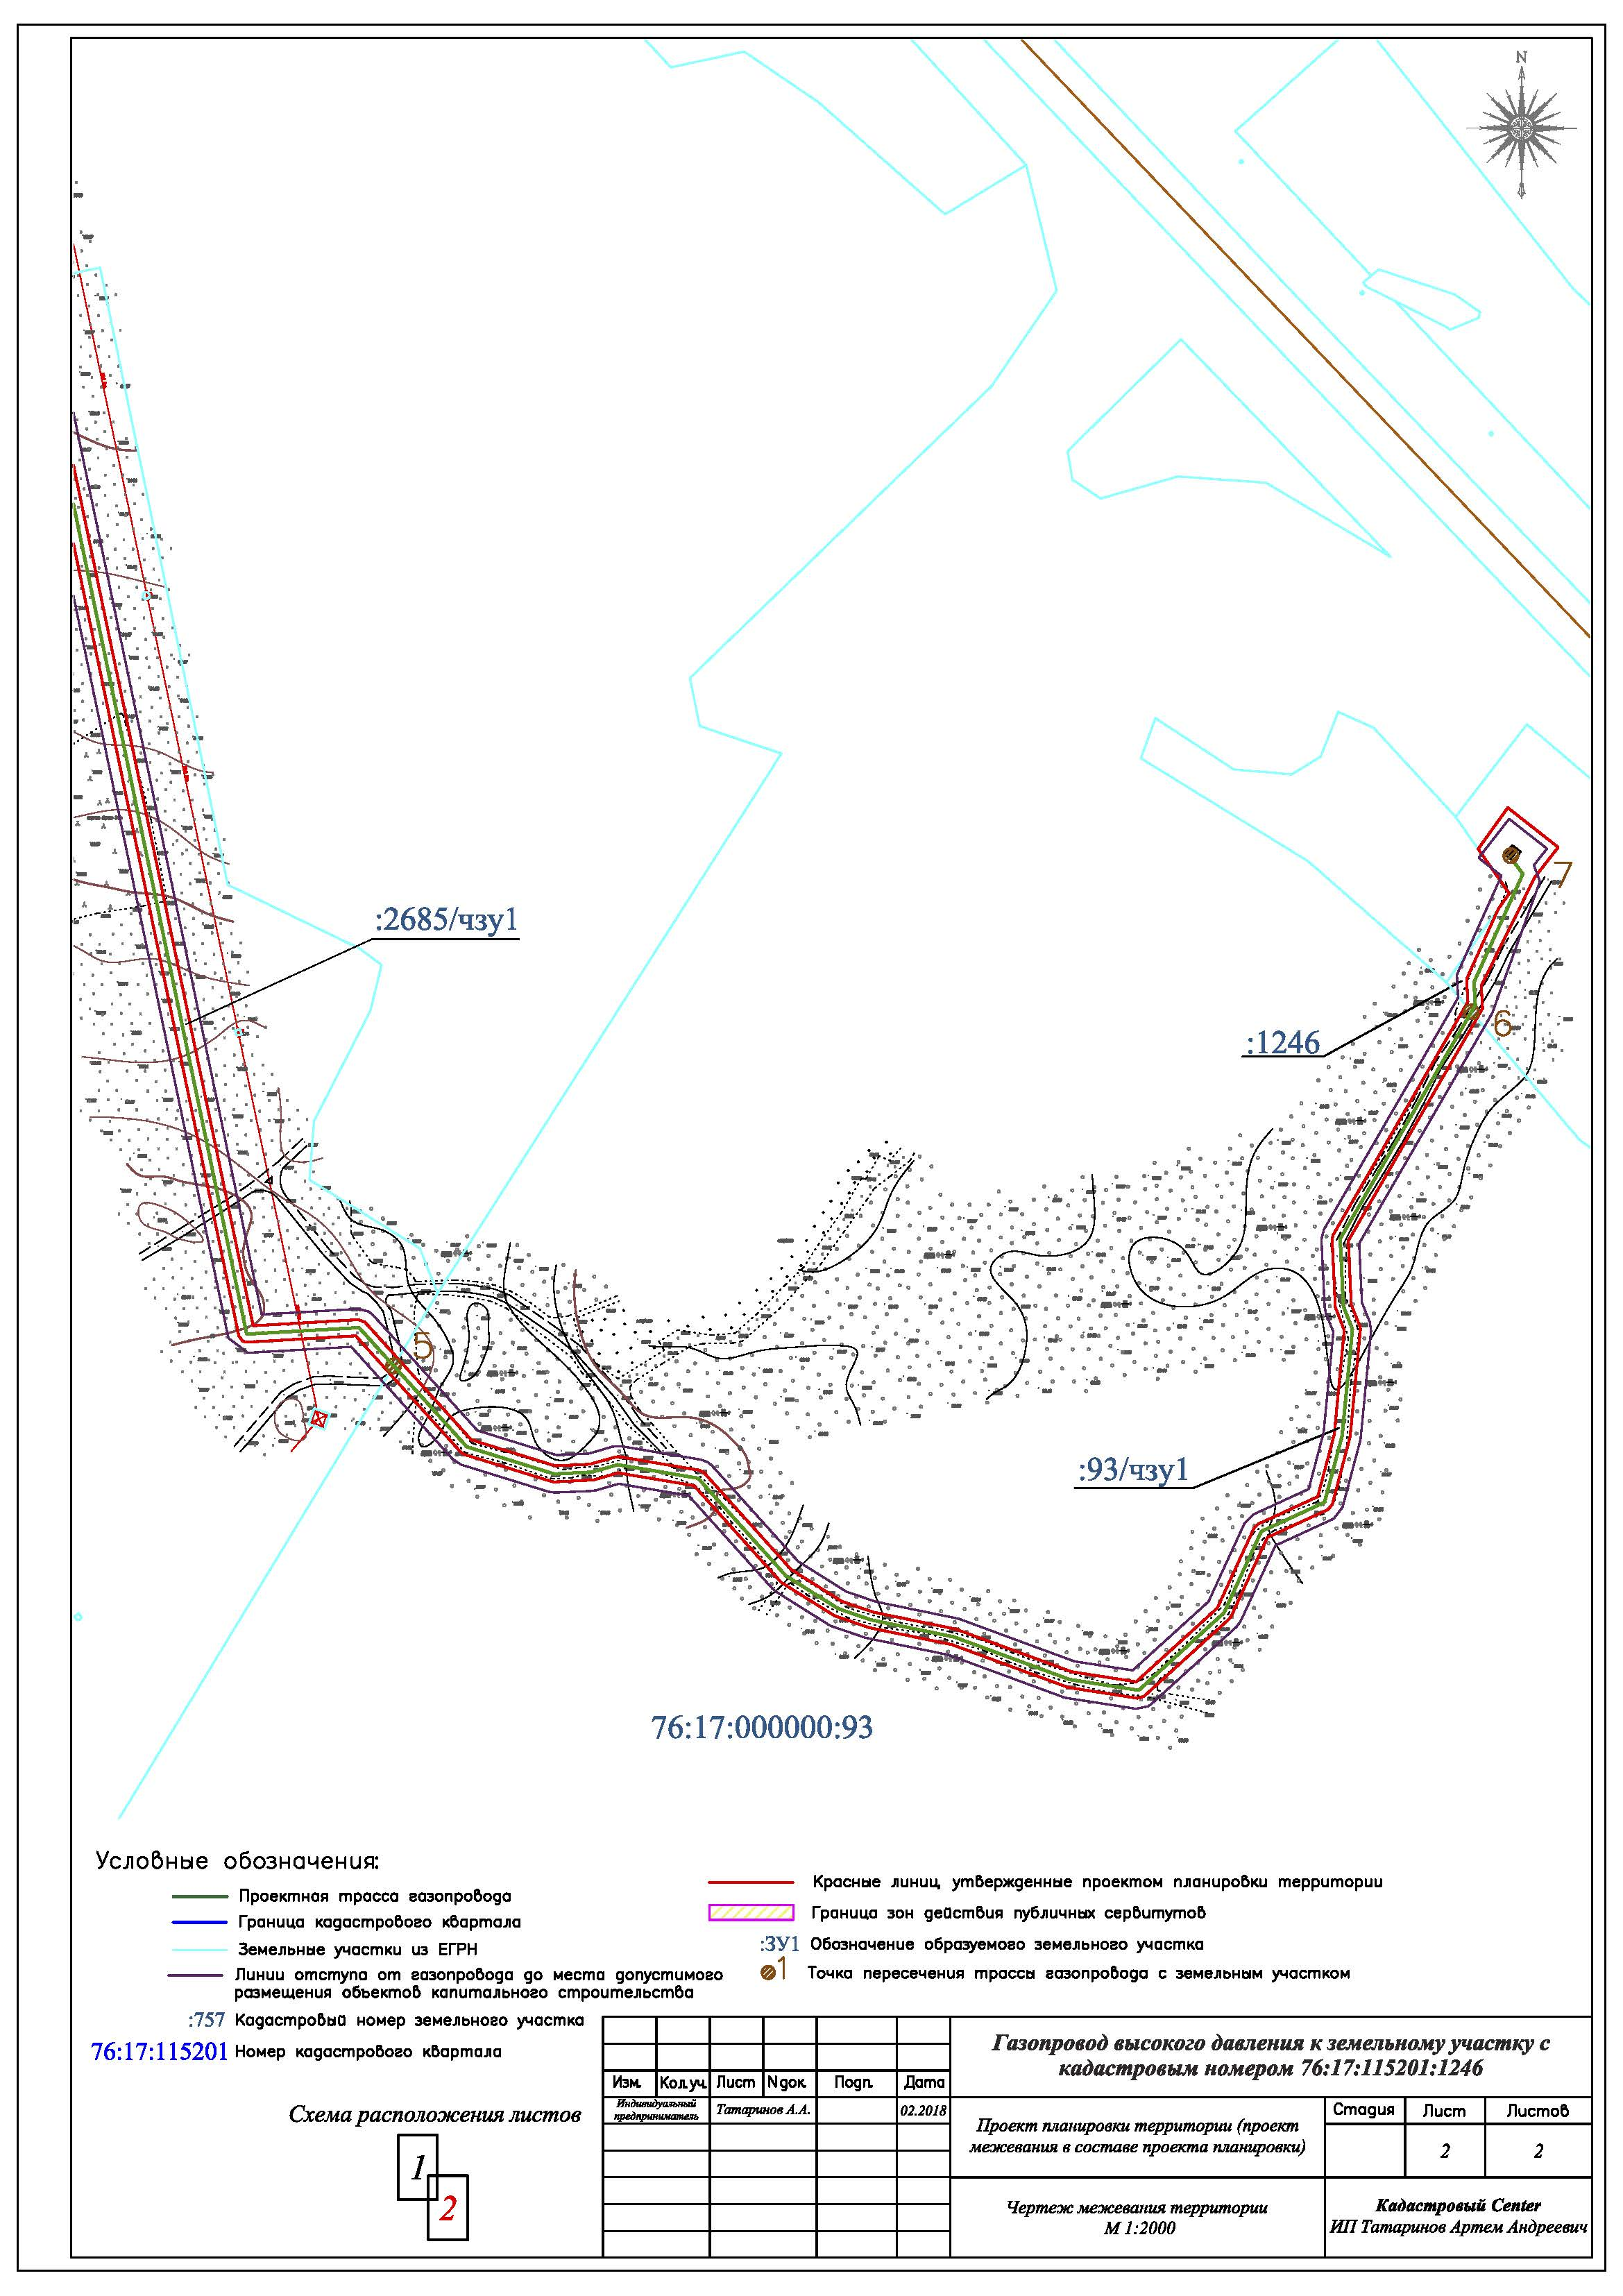 N
:2685/чзу1
7
6
:1246
5
:93/чзу1
76:17:000000:93
Условные обозначения:
Проектная трасса газопровода
Граница кадастрового квартала
Земельные участки из ЕГРН
Линии отступа от газопровода до места допустимого
размещения объектов капитального строительства
:757 Кадастровый номер земельного участка
76:17:115201 Номер кадастрового квартала
Красные линии, утвержденные проектом планировки территории
Граница зон действия публичных сервитутов
:ЗУ1 Обозначение образуемого земельного участка
1 Точка пересечения трассы газопровода с земельным участком
Схема расположения листов
1
2
Изм. Кол.уч. Лист Nдок. Подп. Дата
Индивидуальный
предприниматель
Татаринов А.А.
02.2018
Газопровод высокого давления к земельному участку с
кадастровым номером 76:17:115201:1246
Проект планировки территории (проект
межевания в составе проекта планировки)
Стадия Лист Листов
2 2
Чертеж межевания территории
М 1:2000
Кадастровый Center
ИП Татаринов Артем Андреевич